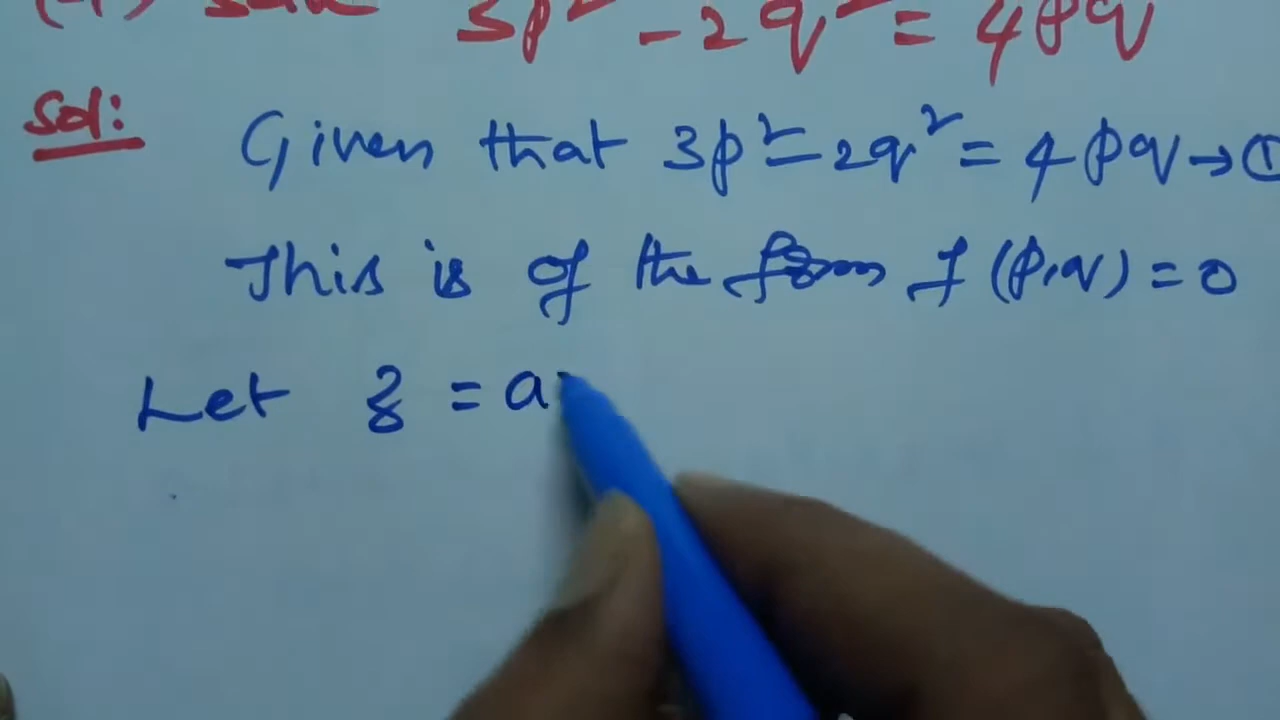 3p² - 2q² = 4pq
Sol:
Given that 3p² - 2q² = 4pq → ①
This is of the form f(p,q) = 0
Let z = a